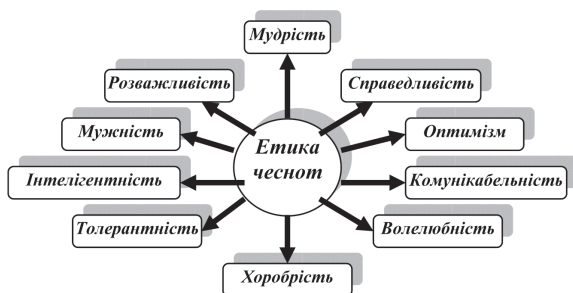 Мудрість
Розважливість
Справедливість
Мужність
Оптимізм
Етика
чеснот
Інтелігентність
Комунікабельність
Толерантність
Волелюбність
Хоробрість